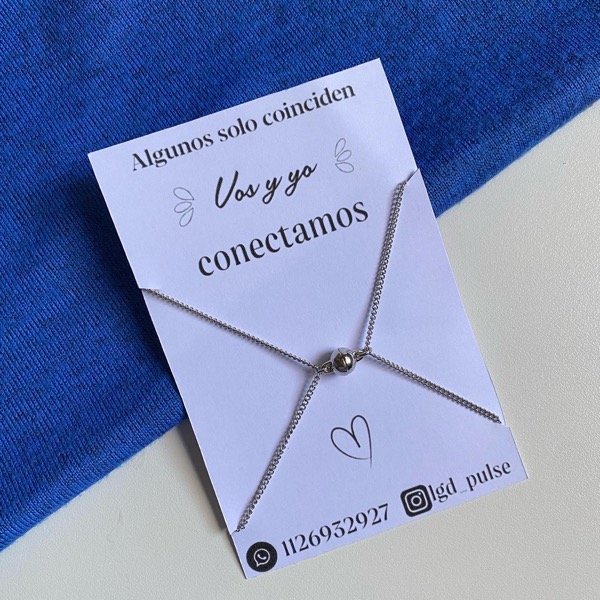 Algunos solo coinciden
Vos y yo
conectamos
1126932927 lgd_pulse